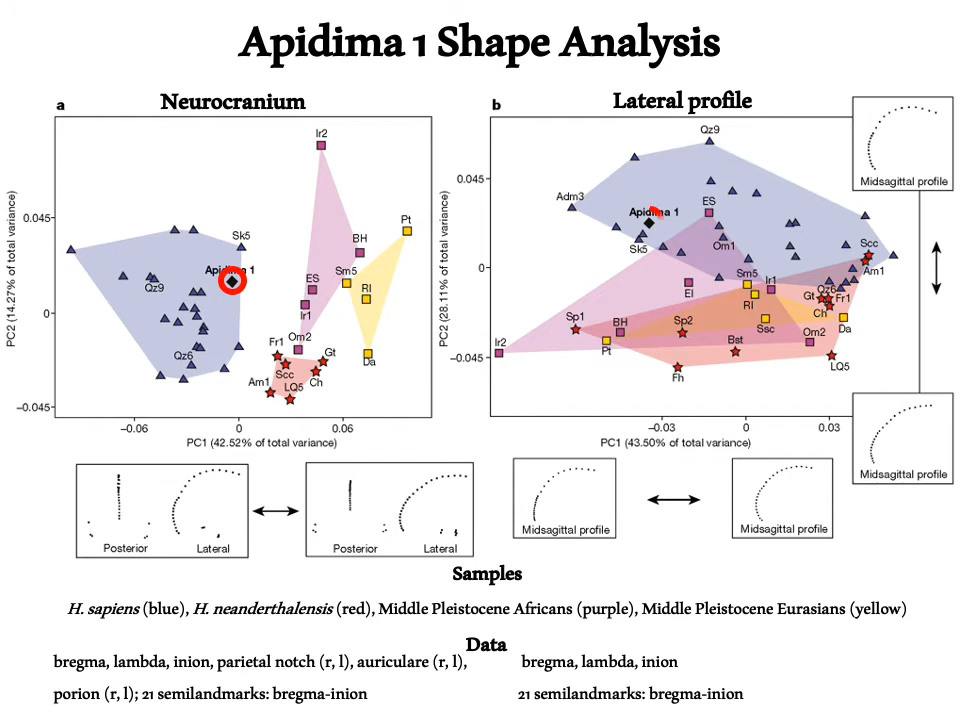 Apidima 1 Shape Analysis
a
Neurocranium
PC2 (14.27% of total variance)
0.045
0
−0.045
−0.06
0
0.06
PC1 (42.52% of total variance)
Ir2
Pt
BH
Sk5
Apidima 1
Qz9
Sm5
ES
RI
Ir1
Om2
Fr1
Gt
Da
Qz6
Scc
Ch
Am1
LQ5
Posterior
Lateral
Posterior
Lateral
b
Lateral profile
PC2 (28.11% of total variance)
0.045
0
−0.045
−0.03
0
0.03
PC1 (43.50% of total variance)
Qz9
Adm3
Apidima 1
ES
Sk5
Om1
Scc
Am1
Sm5
EI
Ir1
RI
Qz6
Gt
Fr1
Ch
Sp1
BH
Sp2
Ssc
Da
Om2
Ir2
Pt
Bst
LQ5
Fh
Midsagittal profile
Midsagittal profile
Midsagittal profile
Midsagittal profile
Samples
H. sapiens (blue), H. neanderthalensis (red), Middle Pleistocene Africans (purple), Middle Pleistocene Eurasians (yellow)
Data
bregma, lambda, inion, parietal notch (r, l), auriculare (r, l),
porion (r, l); 21 semilandmarks: bregma-inion
bregma, lambda, inion
21 semilandmarks: bregma-inion